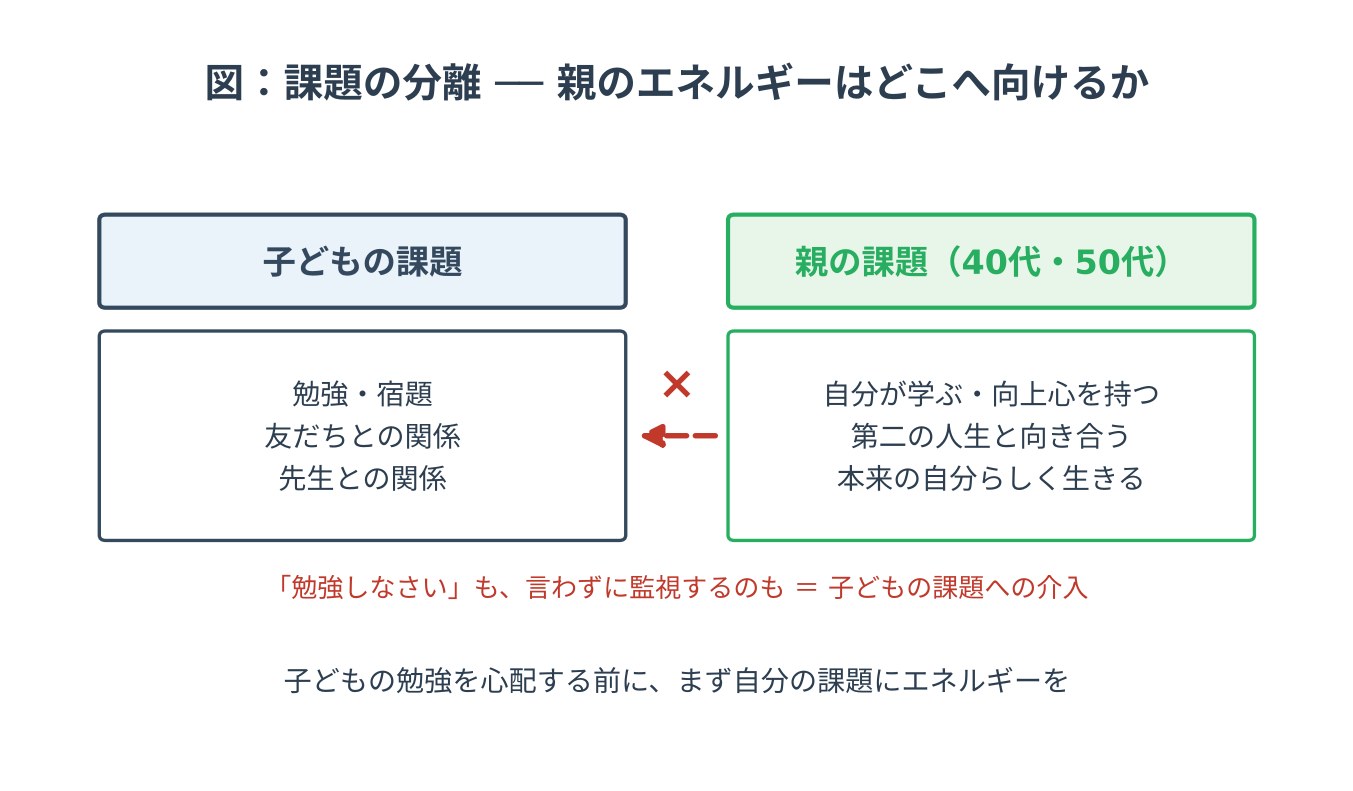 図：課題の分離 ── 親のエネルギーはどこへ向けるか
子どもの課題
親の課題（40代・50代）
勉強・宿題
友だちとの関係
先生との関係
×
自分が学ぶ・向上心を持つ
第二の人生と向き合う
本来の自分らしく生きる
「勉強しなさい」も、言わずに監視するのも ＝ 子どもの課題への介入
子どもの勉強を心配する前に、まず自分の課題にエネルギーを